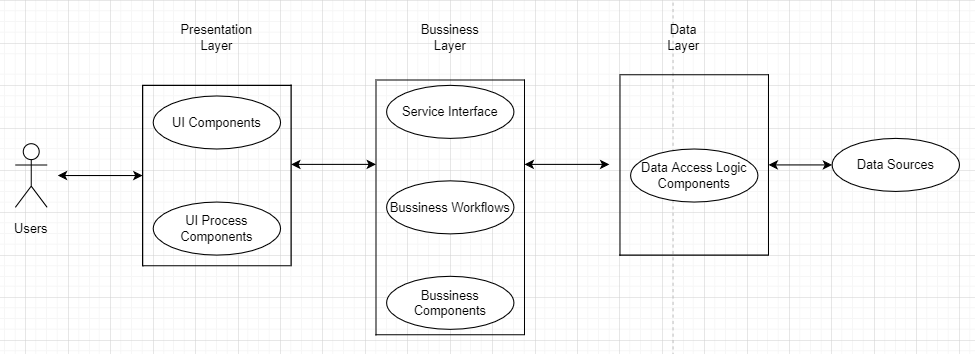 Presentation
Layer
Bussiness
Layer
Data
Layer
UI Components
UI Process
Components
Service Interface
Bussiness Workflows
Bussiness
Components
Data Access Logic
Components
Data Sources
Users